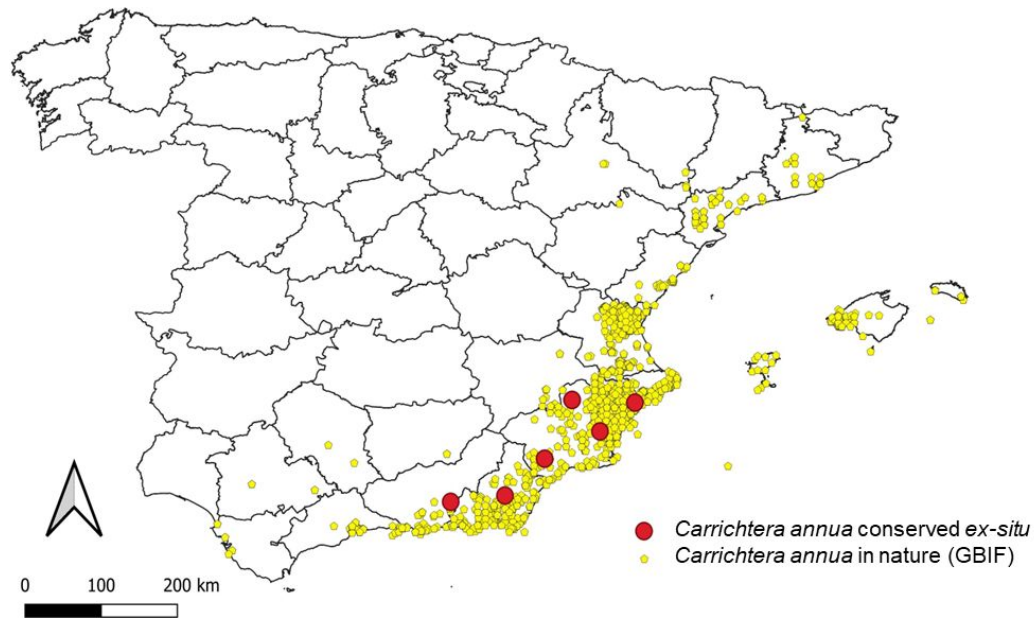 Carrichtera annua conserved ex-situ
Carrichtera annua in nature (GBIF)
0 100 200 km